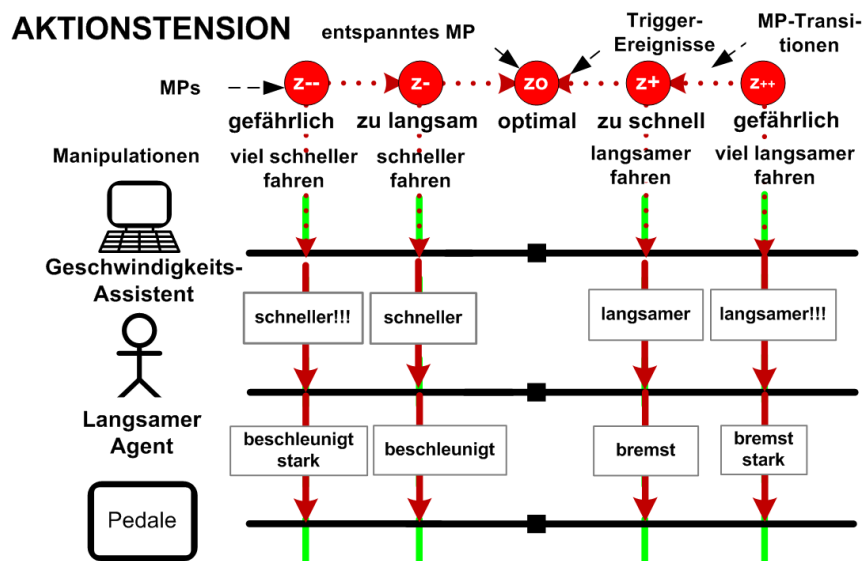 AKTIONSTENSION
entspanntes MP
Trigger-
Ereignisse
MP-Transi-
tionen
MPs
z--
z-
zo
z+
z++
gefährlich
zu langsam
optimal
zu schnell
gefährlich
Manipulationen
viel schneller
fahren
schneller
fahren
langsamer
fahren
viel langsamer
fahren
Geschwindigkeits-
Assistent
schneller!!!
schneller
langsamer
langsamer!!!
Langsamer
Agent
beschleunigt
stark
beschleunigt
bremst
bremst
stark
Pedale